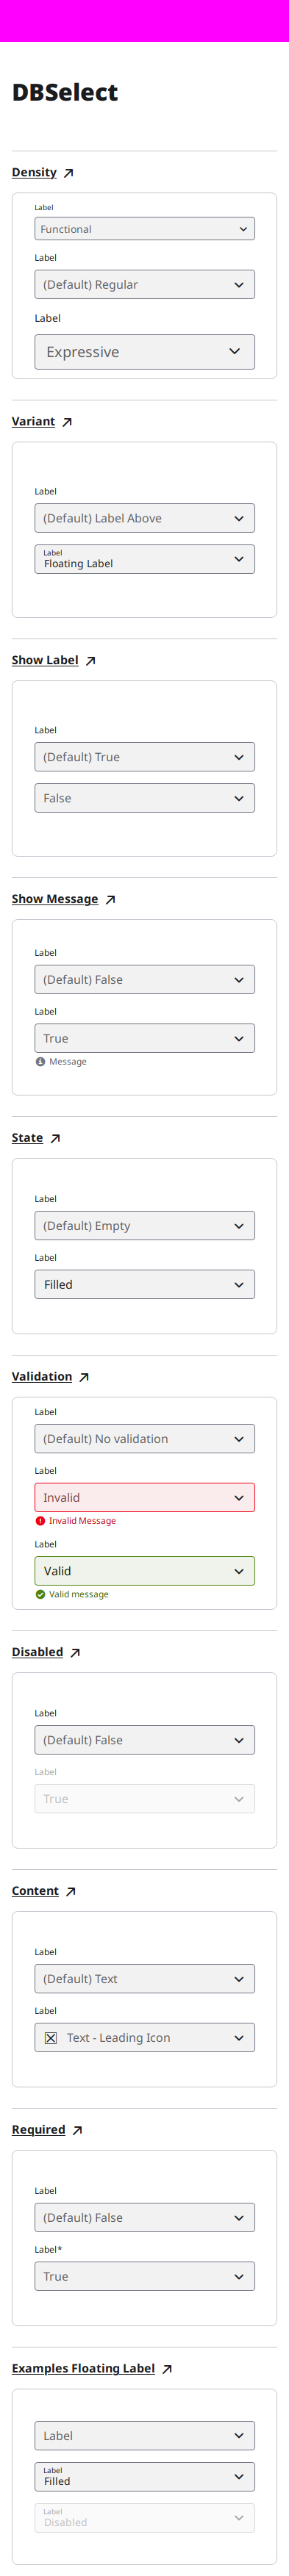 DBSelect
Density
Label
Functional
Label
(Default) Regular
Label
Expressive
Variant
Label
(Default) Label Above
Label
Floating Label
Show Label
Label
(Default) True
False
Show Message
Label
(Default) False
Label
True
Message
State
Label
(Default) Empty
Label
Filled
Validation
Label
(Default) No validation
Label
Invalid
Invalid Message
Label
Valid
Valid message
Disabled
Label
(Default) False
Label
True
Content
Label
(Default) Text
Label
Text - Leading Icon
Required
Label
(Default) False
Label*
True
Examples Floating Label
Label
Label
Filled
Label
Disabled